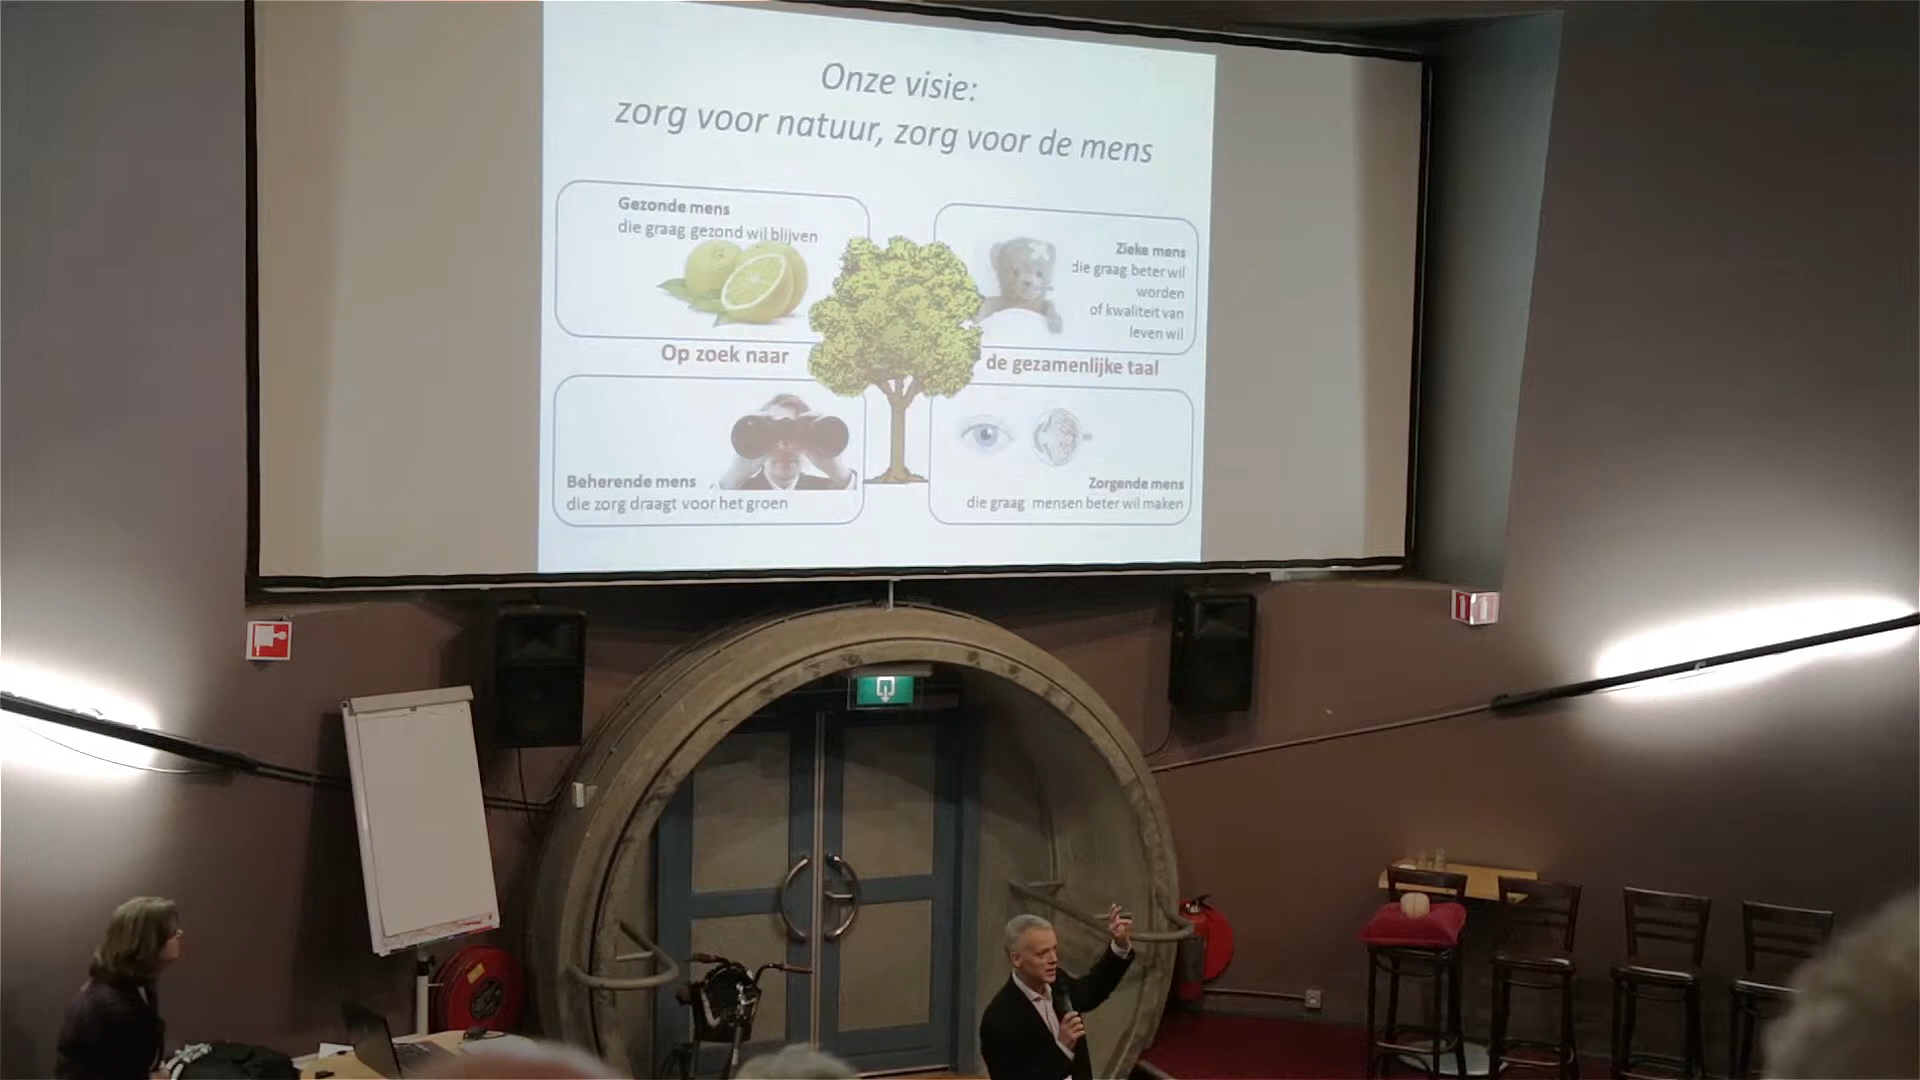 Onze visie:
zorg voor natuur, zorg voor de mens
Gezonde mens
die graag gezond wil blijven
Zieke mens
die graag beter wil
worden
of kwaliteit van
leven wil
Op zoek naar
de gezamenlijke taal
Beherende mens
die zorg draagt voor het groen
Zorgende mens
die graag mensen beter wil maken